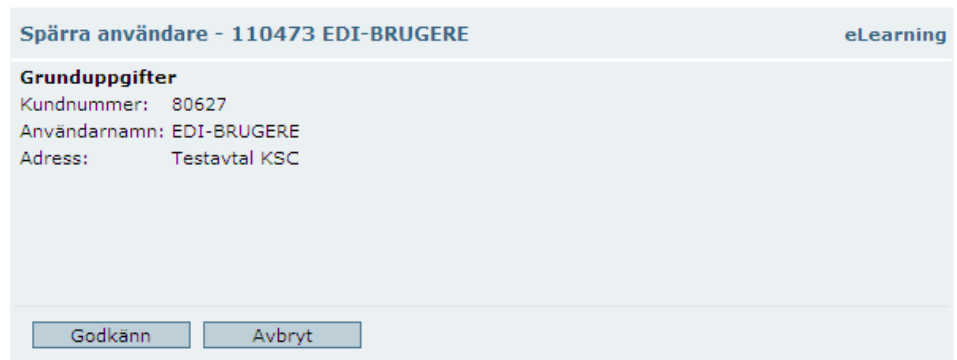 Spärra användare - 110473 EDI-BRUGERE eLearning
Grunduppgifter
Kundnummer: 80627
Användarnamn: EDI-BRUGERE
Adress: Testavtal KSC
Godkänn Avbryt